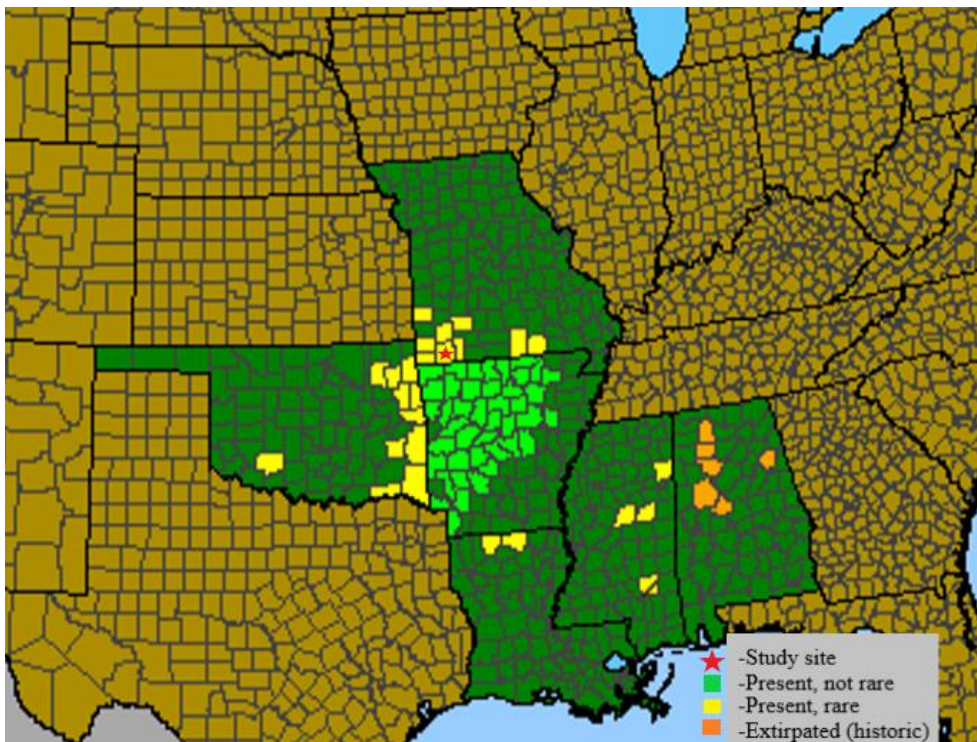 -Study site
-Present, not rare
-Present, rare
-Extirpated (historic)